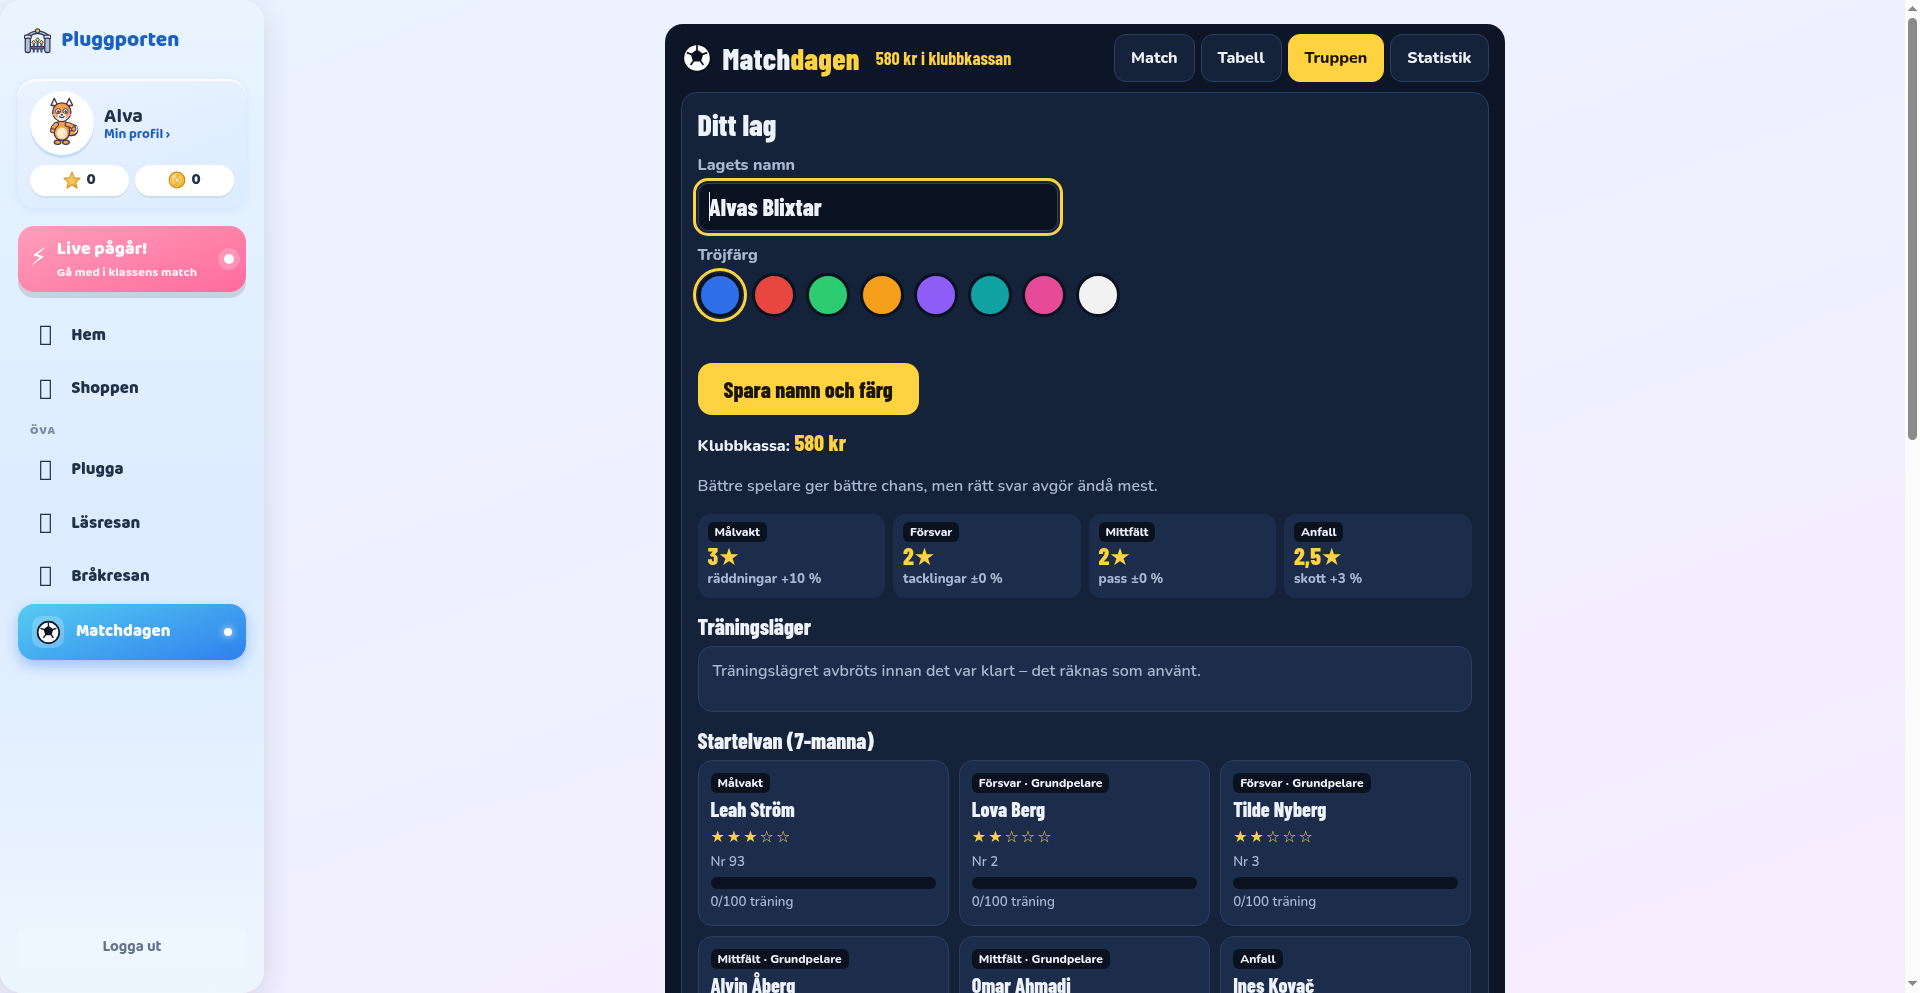 Pluggporten
Alva
Min profil ›
0
0
Live pågår!
Gå med i klassens match
Hem
Shoppen
ÖVA
Plugga
Läsresan
Bråkresan
Matchdagen
Logga ut
Matchdagen
580 kr i klubbkassan
Match
Tabell
Truppen
Statistik
Ditt lag
Lagets namn
Alvas Blixtar
Tröjfärg
Spara namn och färg
Klubbkassa: 580 kr
Bättre spelare ger bättre chans, men rätt svar avgör ändå mest.
Målvakt
3★
räddningar +10 %
Försvar
2★
tacklingar ±0 %
Mittfält
2★
pass ±0 %
Anfall
2,5★
skott +3 %
Träningsläger
Träningslägret avbröts innan det var klart – det räknas som använt.
Startelvan (7-manna)
Målvakt
Leah Ström
★★★☆☆
Nr 93
0/100 träning
Försvar · Grundpelare
Lova Berg
★★☆☆☆
Nr 2
0/100 träning
Försvar · Grundpelare
Tilde Nyberg
★★☆☆☆
Nr 3
0/100 träning
Mittfält · Grundpelare
Alvin Åberg
Mittfält · Grundpelare
Omar Ahmadi
Anfall
Ines Kovač